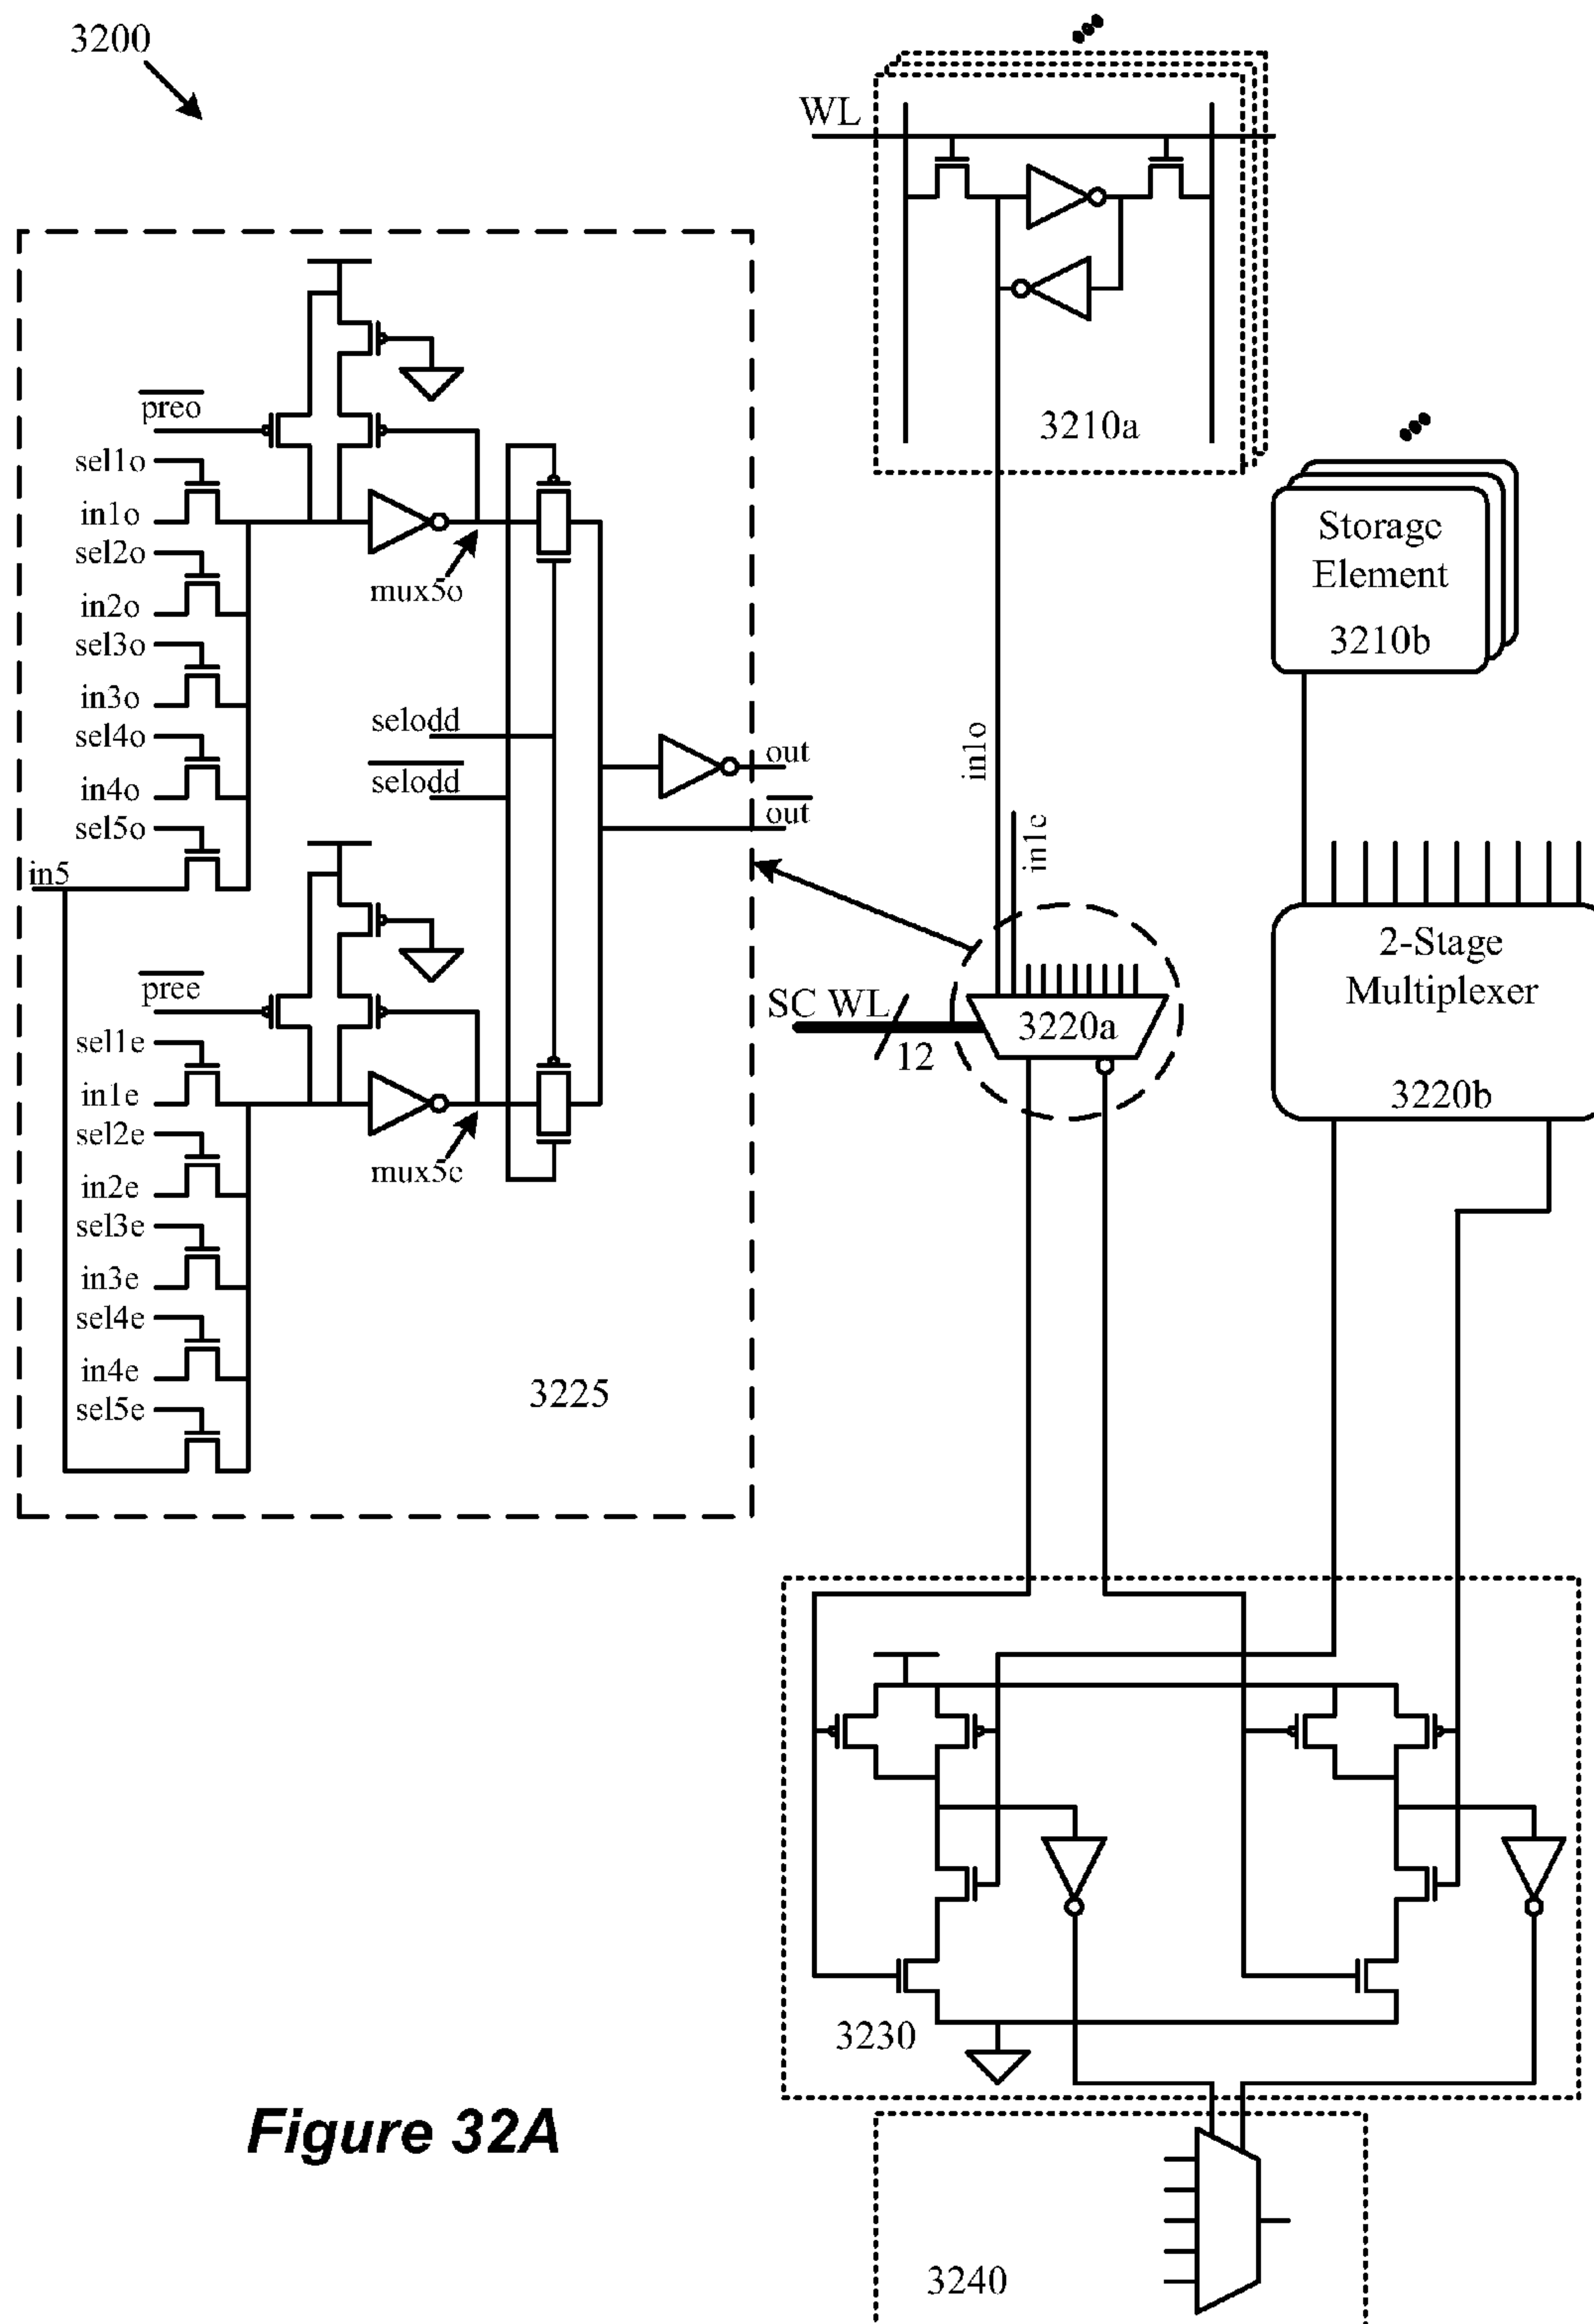 3200
WL
3210a
preo
sel1o
in1o
sel2o
in2o
sel3o
in3o
sel4o
in4o
sel5o
in5
mux5o
selodd
selodd
out
out
pree
sel1e
in1e
sel2e
in2e
sel3e
in3e
sel4e
in4e
sel5e
mux5e
3225
in1o
in1e
SC WL
12
3220a
Storage
Element
3210b
2-Stage
Multiplexer
3220b
3230
3240
Figure 32A